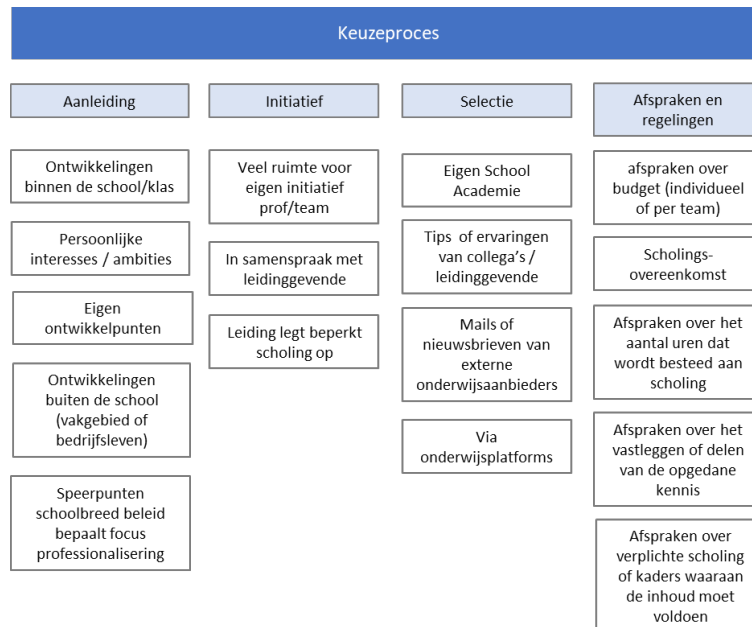 Keuzeproces
Aanleiding
Ontwikkelingen
binnen de school/klas
Persoonlijke
interesses / ambities
Eigen
ontwikkelpunten
Ontwikkelingen
buiten de school
(vakgebied of
bedrijfsleven)
Speerpunten
schoolbreed beleid
bepaalt focus
professionalisering
Initiatief
Veel ruimte voor
eigen initiatief
prof/team
In samenspraak met
leidinggevende
Leiding legt beperkt
scholing op
Selectie
Eigen School
Academie
Tips of ervaringen
van collega's /
leidinggevende
Mails of
nieuwsbrieven van
externe
onderwijsaanbieders
Via
onderwijsplatforms
Afspraken en
regelingen
afspraken over
budget (individueel
of per team)
Scholings-
overeenkomst
Afspraken over het
aantal uren dat
wordt besteed aan
scholing
Afspraken over het
vastleggen of delen
van de opgedane
kennis
Afspraken over
verplichte scholing
of kaders waaraan
de inhoud moet
voldoen